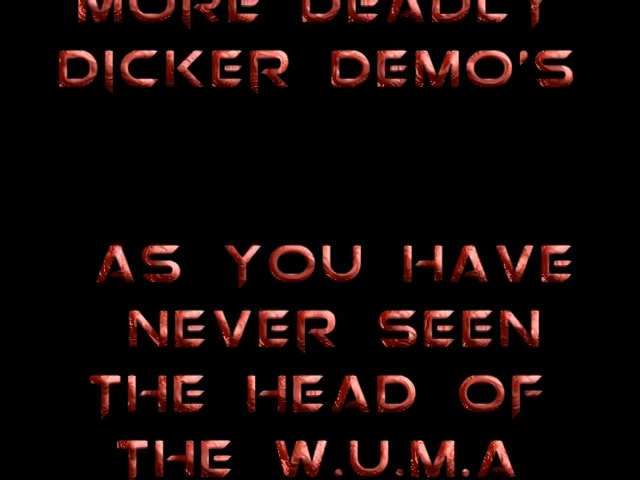 MORE DEADLY
DICKER DEMO'S
AS YOU HAVE
NEVER SEEN
THE HEAD OF
THE W.U.M.A